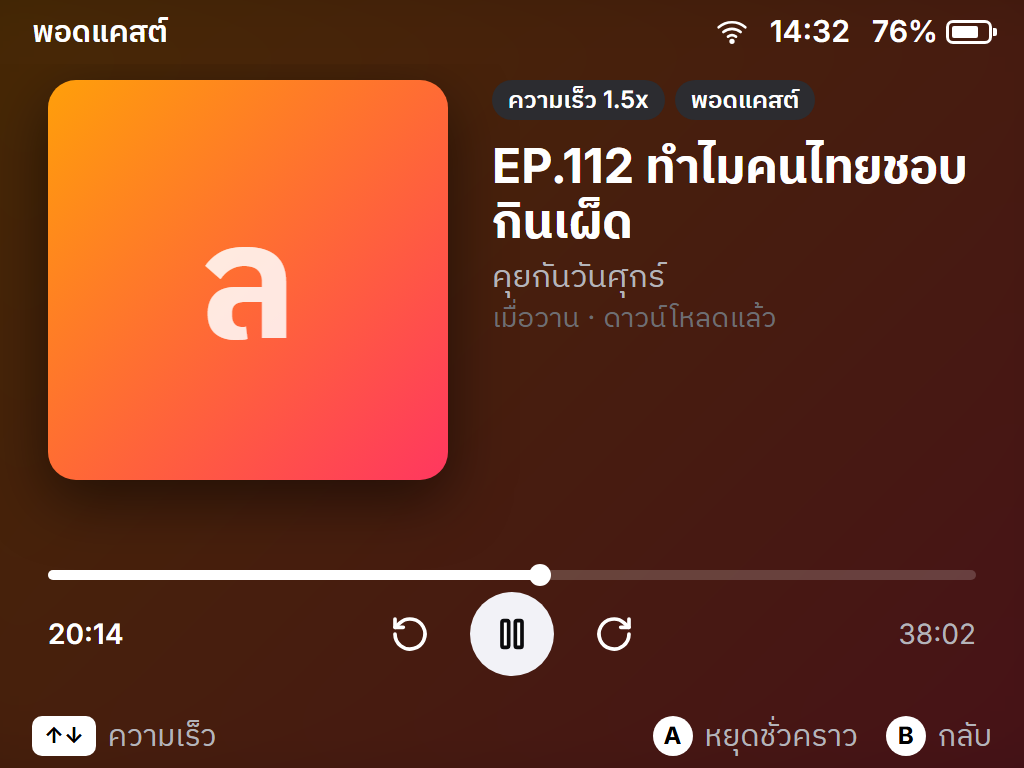 พอดแคสต์
14:32 76%
ล
ความเร็ว 1.5x พอดแคสต์
EP.112 ทำไมคนไทยชอบ
กินเผ็ด
คุยกันวันศุกร์
เมื่อวาน · ดาวน์โหลดแล้ว
20:14
38:02
↑↓ ความเร็ว
A หยุดชั่วคราว B กลับ